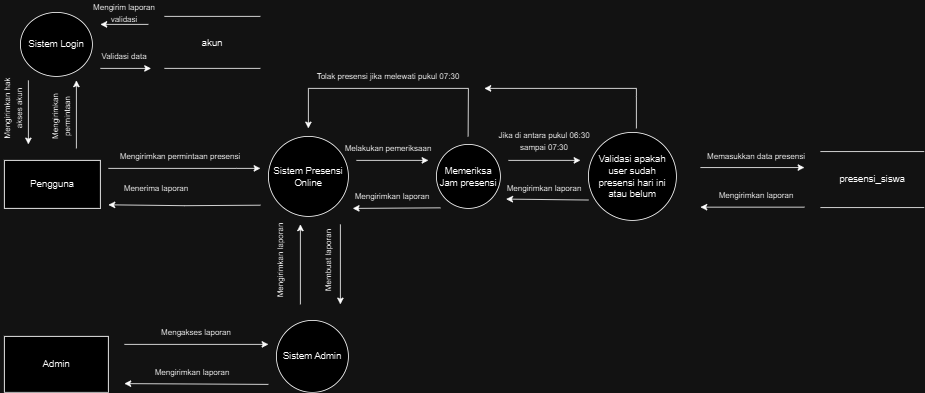 Mengirim laporan
validasi
Sistem Login
akun
Validasi data
Mengirimkan hak
akses akun
Mengirimkan
permintaan
Tolak presensi jika melewati pukul 07:30
Pengguna
Mengirimkan permintaan presensi
Menerima laporan
Sistem Presensi
Online
Melakukan pemeriksaan
Mengirimkan laporan
Memeriksa
Jam presensi
Jika di antara pukul 06:30
sampai 07:30
Mengirimkan laporan
Validasi apakah
user sudah
presensi hari ini
atau belum
Memasukkan data presensi
Mengirimkan laporan
presensi_siswa
Mengirimkan laporan
Membuat laporan
Admin
Mengakses laporan
Mengirimkan laporan
Sistem Admin